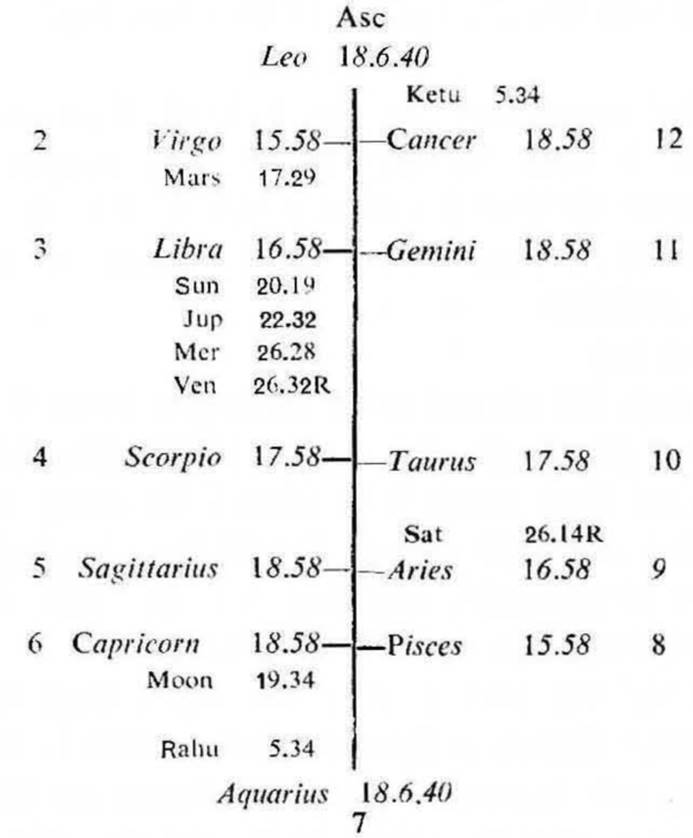 Asc
Leo 18.6.40
Ketu 5.34
2 Virgo 15.58 Cancer 18.58 12
Mars 17.29
3 Libra 16.58 Gemini 18.58 11
Sun 20.19
Jup 22.32
Mer 26.28
Ven 26.32R
4 Scorpio 17.58 Taurus 17.58 10
Sat 26.14R
5 Sagittarius 18.58 Aries 16.58 9
6 Capricorn 18.58 Pisces 15.58 8
Moon 19.34
Rahu 5.34
Aquarius 18.6.40
7